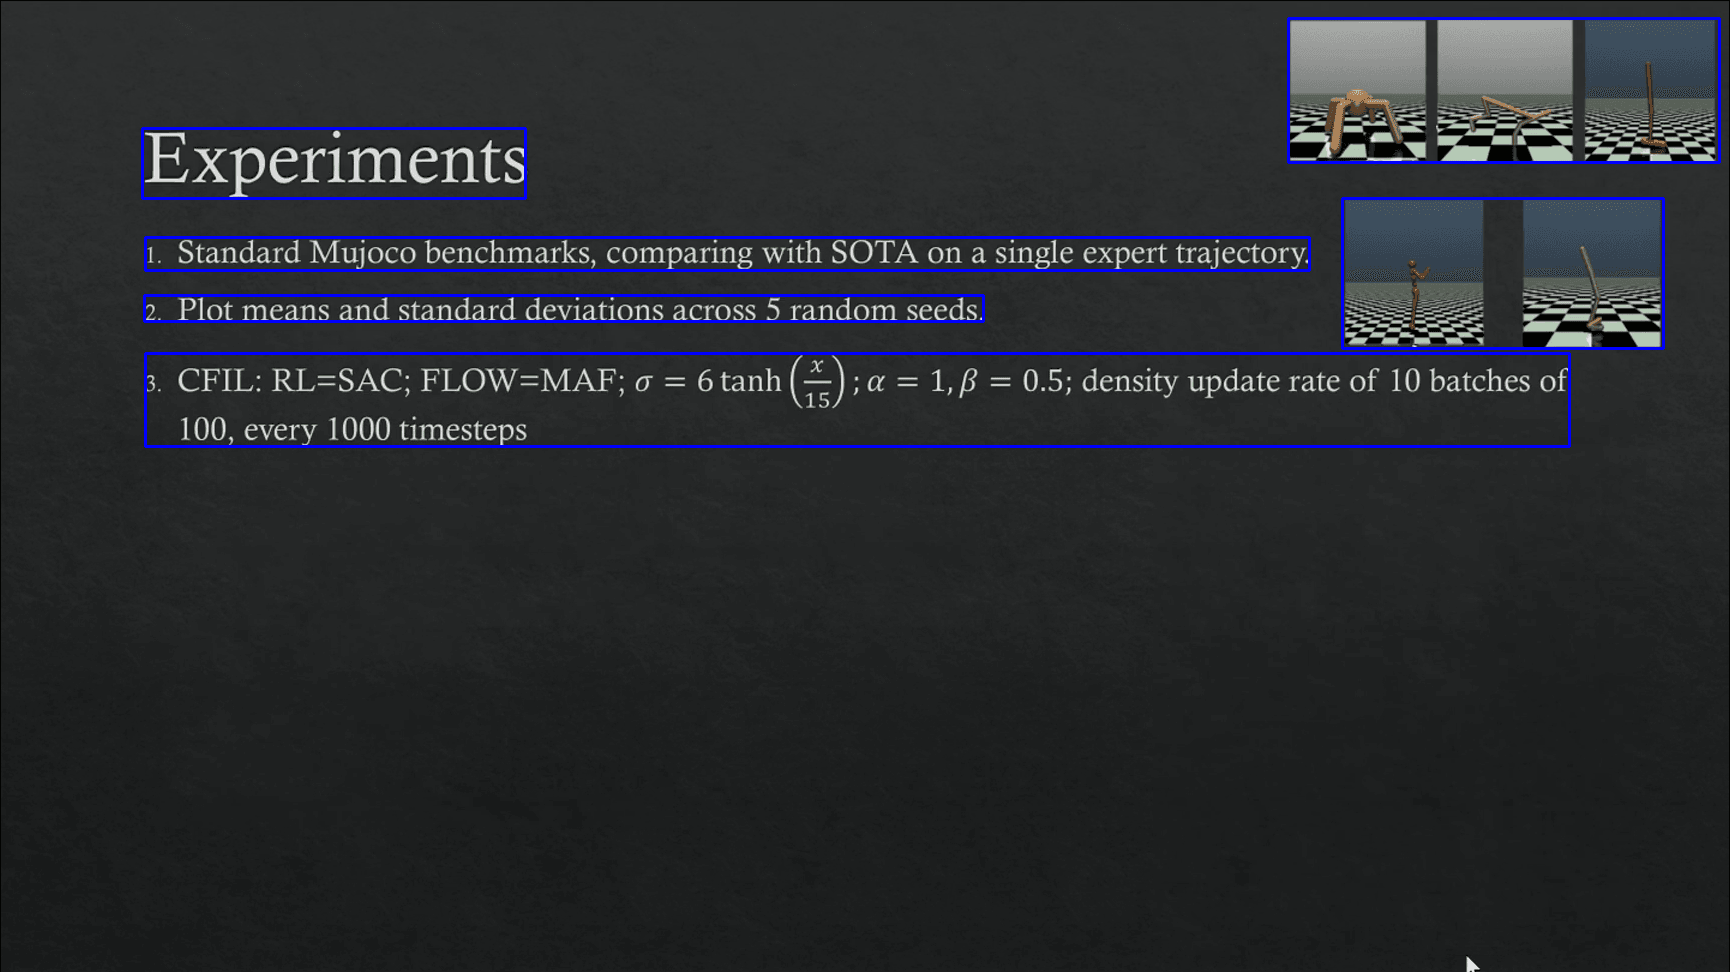 Experiments
1. Standard Mujoco benchmarks, comparing with SOTA on a single expert trajectory.
2. Plot means and standard deviations across 5 random seeds.
3. CFIL: RL=SAC; FLOW=MAF; σ = 6 tanh(x/15); α = 1, β = 0.5; density update rate of 10 batches of
100, every 1000 timesteps